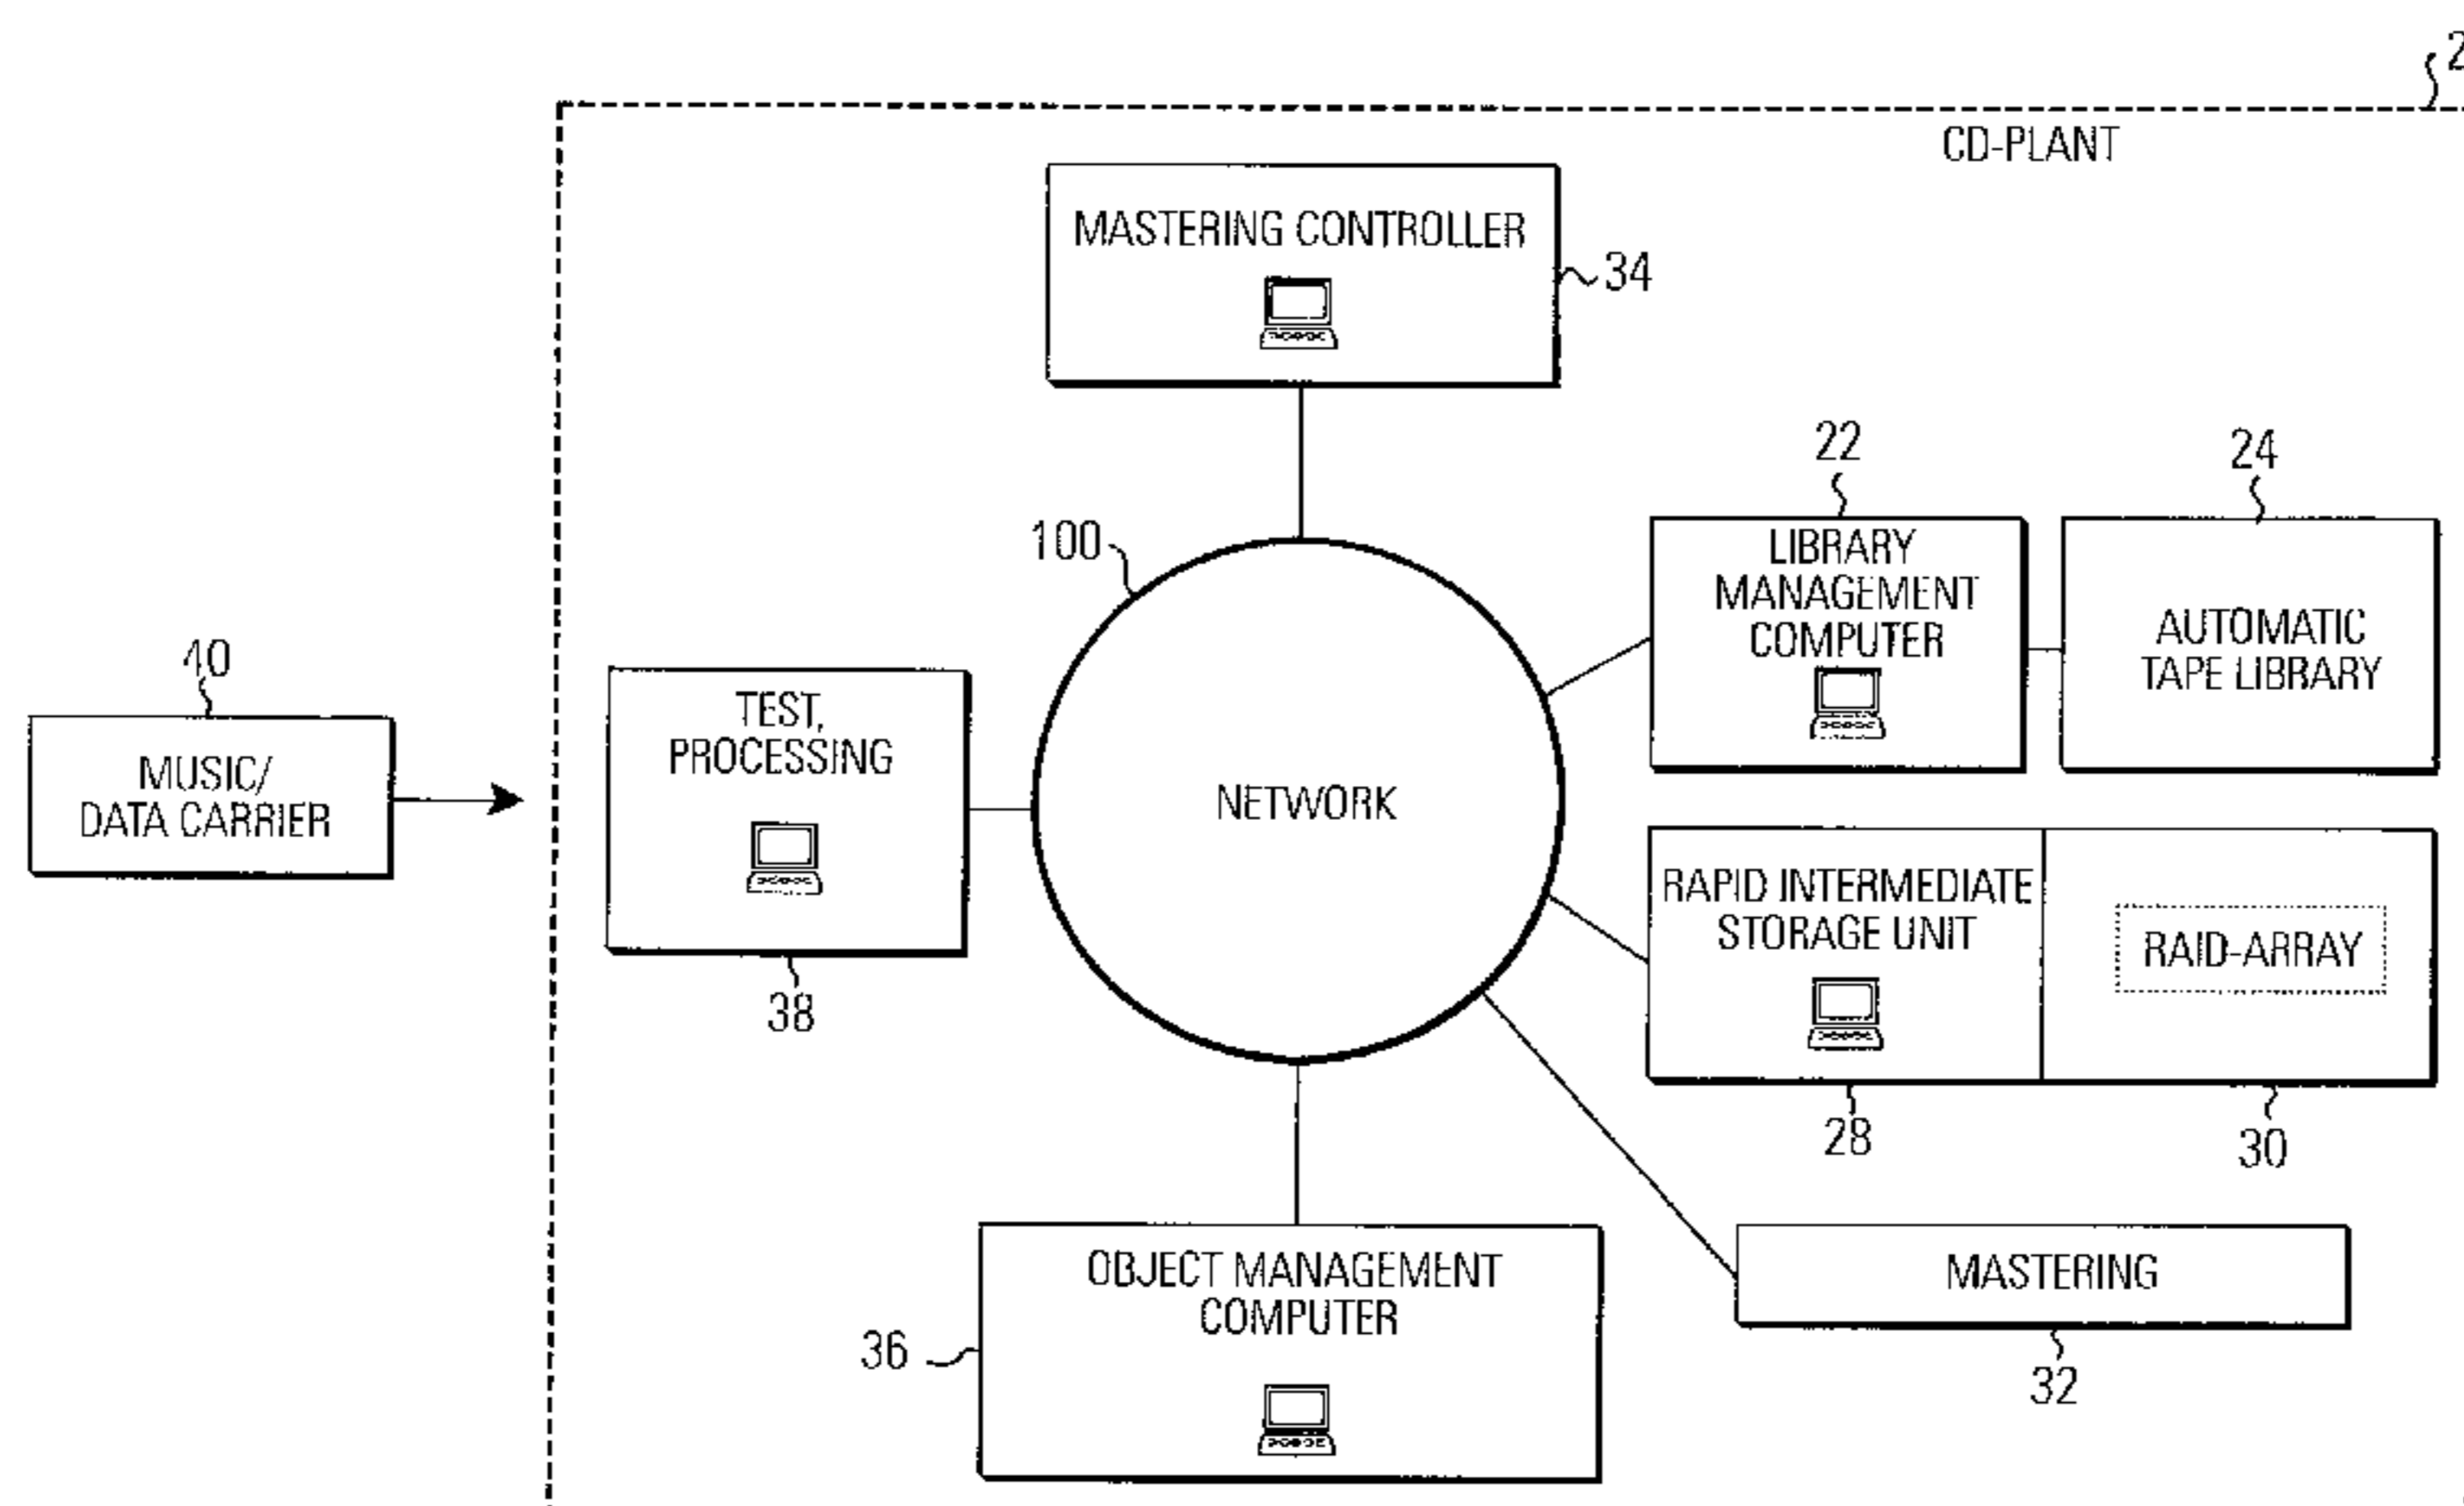 2
CD-PLANT
MASTERING CONTROLLER
34
22
24
100
LIBRARY
MANAGEMENT
COMPUTER
AUTOMATIC
TAPE LIBRARY
40
MUSIC/
DATA CARRIER
TEST,
PROCESSING
38
NETWORK
RAPID INTERMEDIATE
STORAGE UNIT
RAID-ARRAY
28
30
OBJECT MANAGEMENT
COMPUTER
36
MASTERING
32